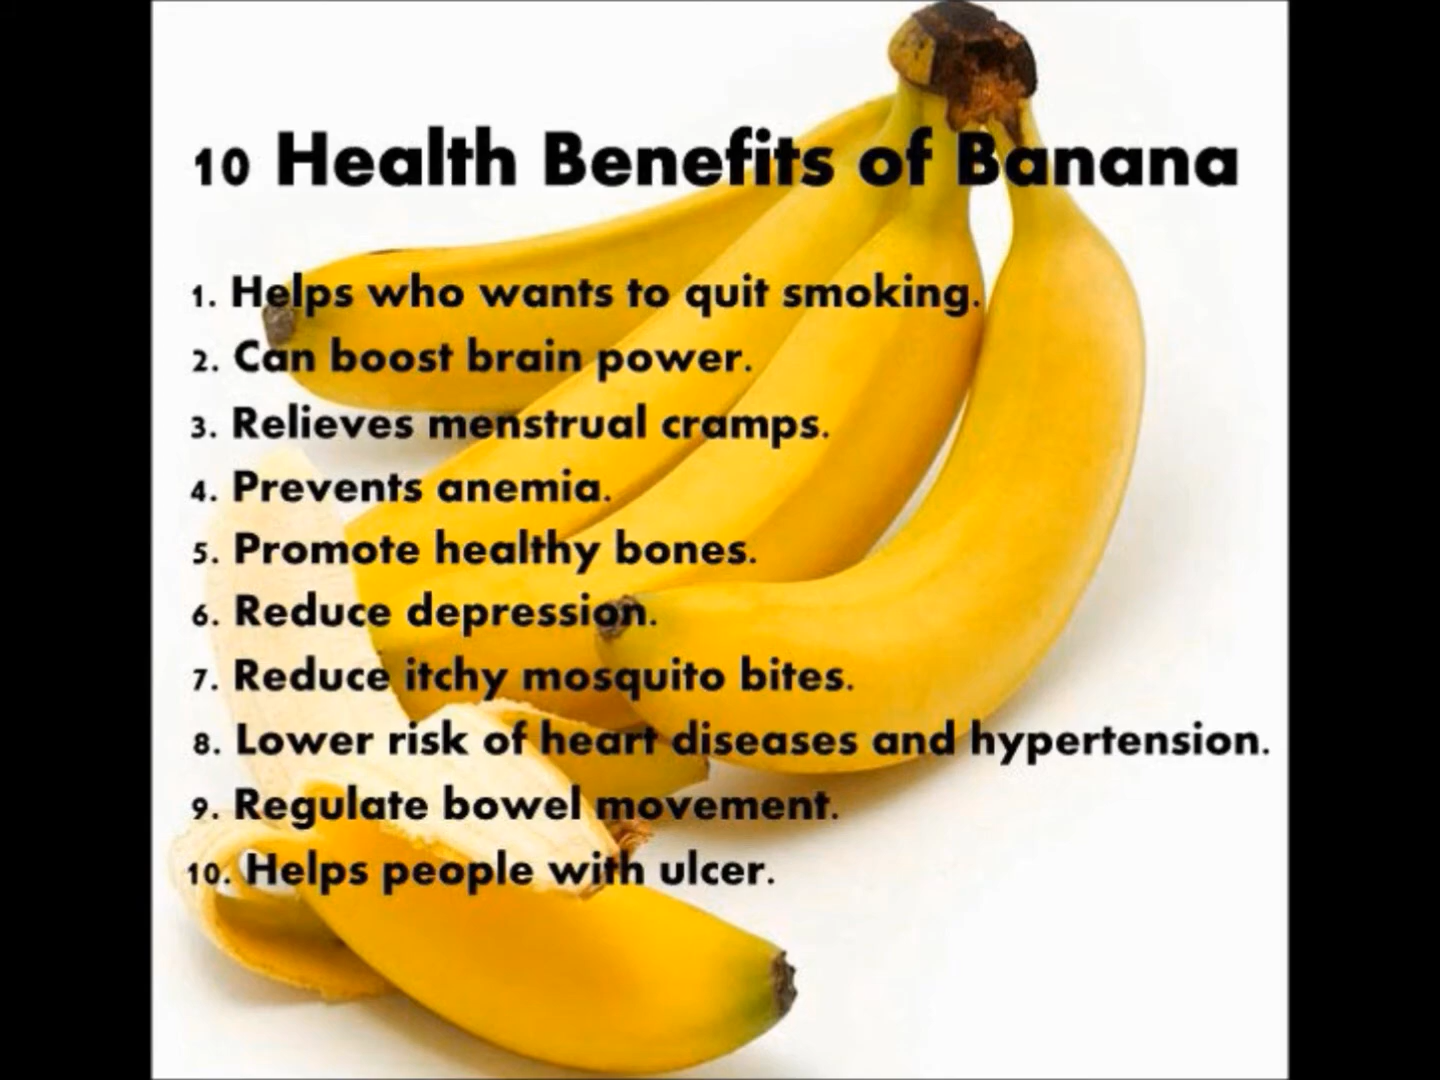 10 Health Benefits of Banana
1. Helps who wants to quit smoking.
2. Can boost brain power.
3. Relieves menstrual cramps.
4. Prevents anemia.
5. Promote healthy bones.
6. Reduce depression.
7. Reduce itchy mosquito bites.
8. Lower risk of heart diseases and hypertension.
9. Regulate bowel movement.
10. Helps people with ulcer.